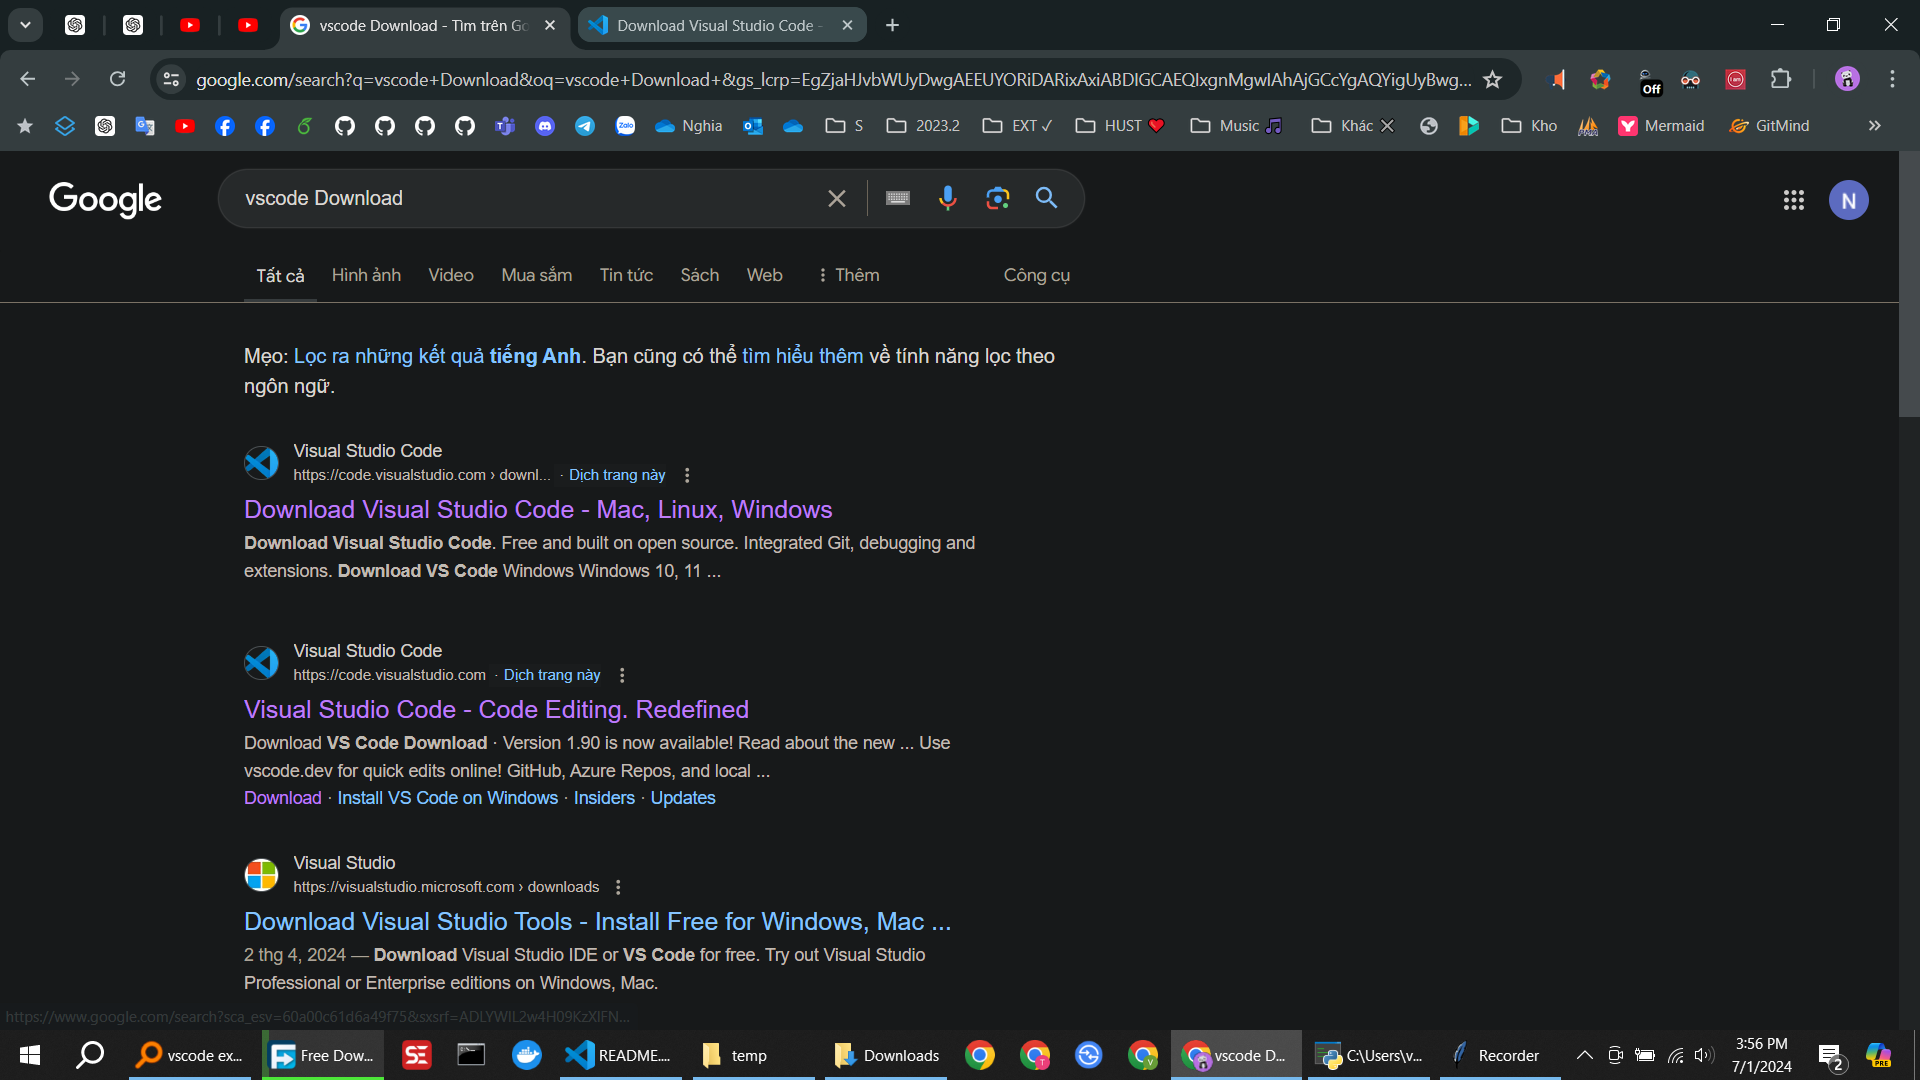 vscode Download - Tìm trên Go
Download Visual Studio Code -
google.com/search?q=vscode+Download&oq=vscode+Download+&gs_lcrp=EgZjaHJvbWUyDwgAEEUYORiDARixAxiABDIGCAEQIxgnMgwIAhAjGCcYgAQYigUyBwg...
Off
Nghia
S
2023.2
EXT ✓
HUST ❤️
Music 🎵
Khác
Kho
Mermaid
GitMind
Google
vscode Download
N
Tất cả
Hình ảnh
Video
Mua sắm
Tin tức
Sách
Web
Thêm
Công cụ
Mẹo: Lọc ra những kết quả tiếng Anh. Bạn cũng có thể tìm hiểu thêm về tính năng lọc theo
ngôn ngữ.
Visual Studio Code
https://code.visualstudio.com › downl... · Dịch trang này
Download Visual Studio Code - Mac, Linux, Windows
Download Visual Studio Code. Free and built on open source. Integrated Git, debugging and
extensions. Download VS Code Windows Windows 10, 11 ...
Visual Studio Code
https://code.visualstudio.com · Dịch trang này
Visual Studio Code - Code Editing. Redefined
Download VS Code Download · Version 1.90 is now available! Read about the new ... Use
vscode.dev for quick edits online! GitHub, Azure Repos, and local ...
Download · Install VS Code on Windows · Insiders · Updates
Visual Studio
https://visualstudio.microsoft.com › downloads
Download Visual Studio Tools - Install Free for Windows, Mac ...
2 thg 4, 2024 — Download Visual Studio IDE or VS Code for free. Try out Visual Studio
Professional or Enterprise editions on Windows, Mac.
https://www.google.com/search?sca_esv=60a00c61d6a49f75&sxsrf=ADLYWIL2w4H09KzXIFN...
vscode ex...
Free Dow...
SE
README....
temp
Downloads
vscode D...
C:\Users\v...
Recorder
3:56 PM
7/1/2024
2
PRE